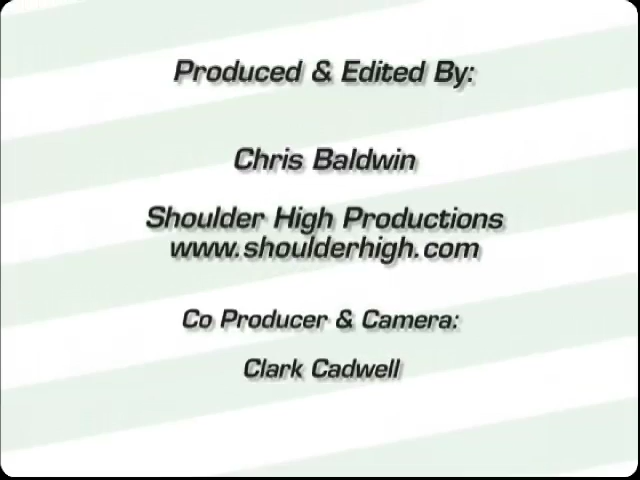 Produced & Edited By:
Chris Baldwin
Shoulder High Productions
www.shoulderhigh.com
Co Producer & Camera:
Clark Cadwell